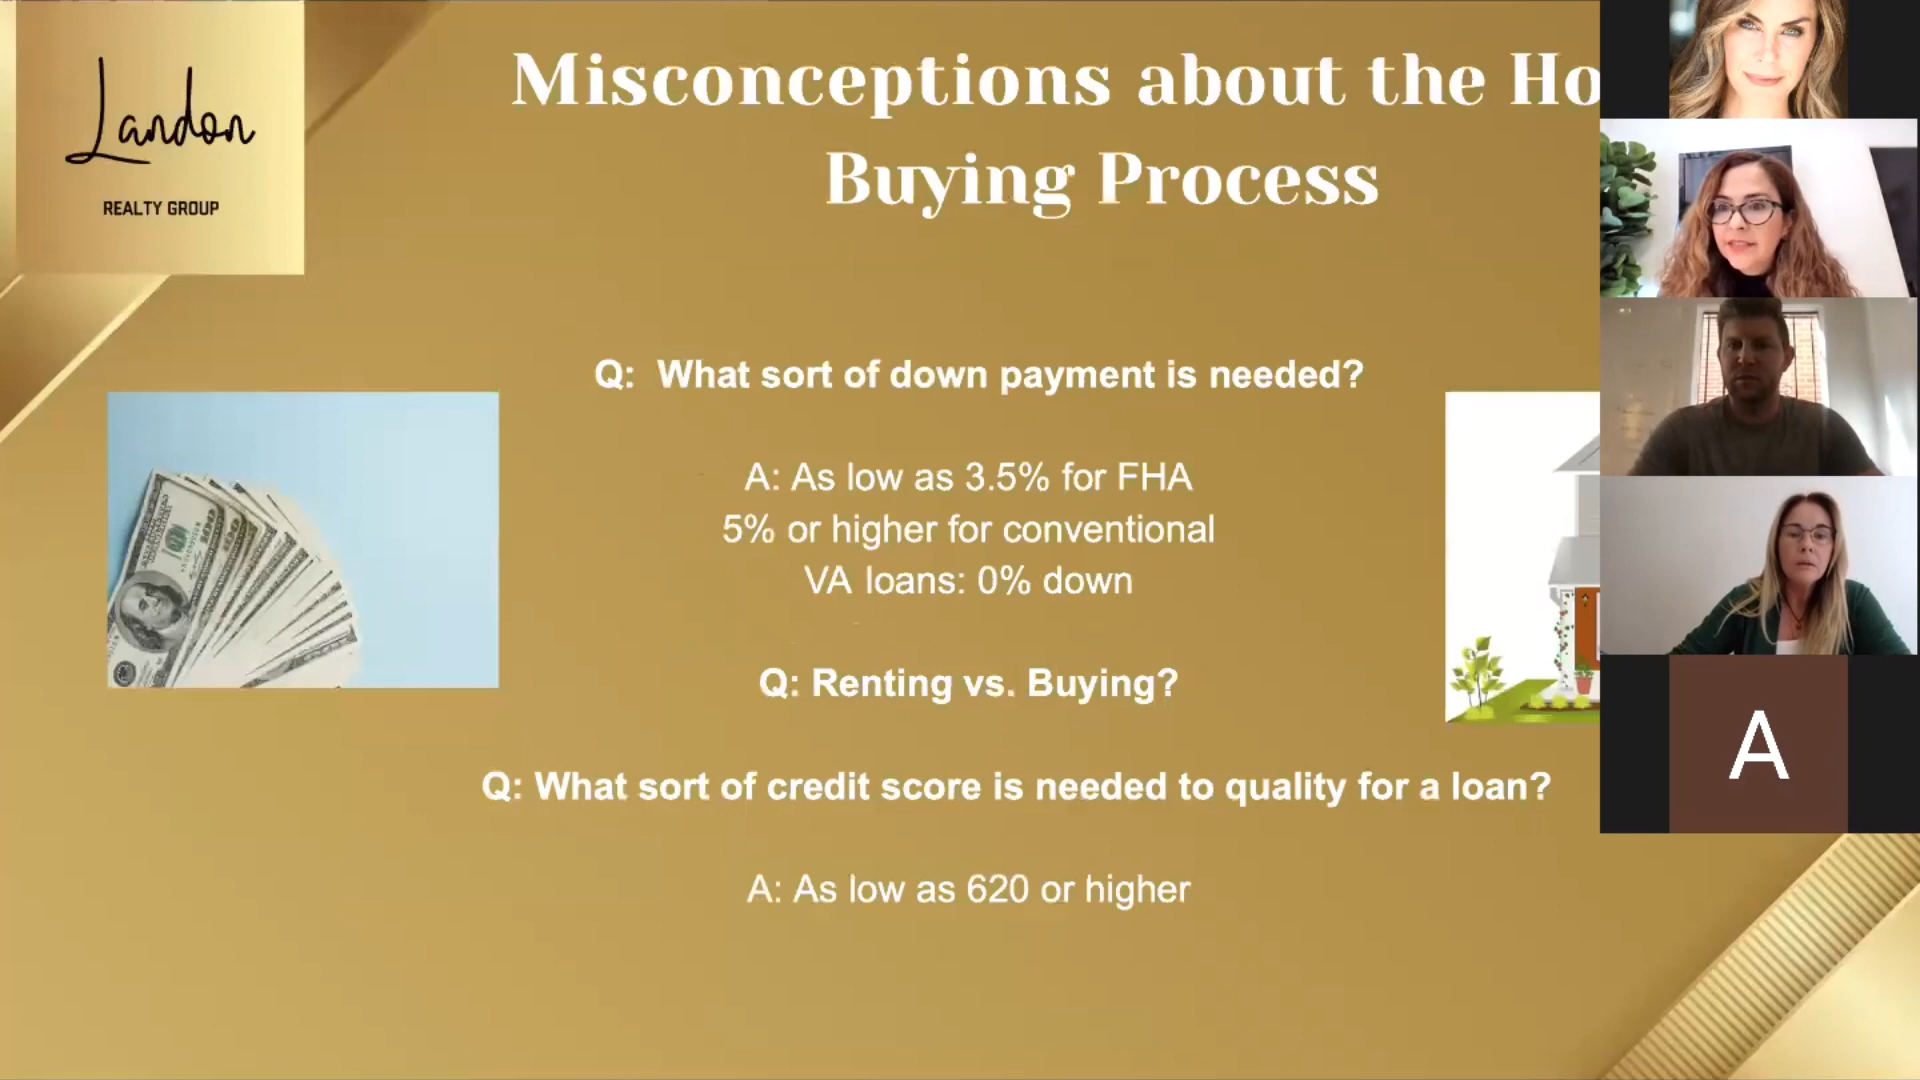 Landon
REALTY GROUP
Misconceptions about the Ho
Buying Process
Q: What sort of down payment is needed?
A: As low as 3.5% for FHA
5% or higher for conventional
VA loans: 0% down
Q: Renting vs. Buying?
Q: What sort of credit score is needed to quality for a loan?
A: As low as 620 or higher
A